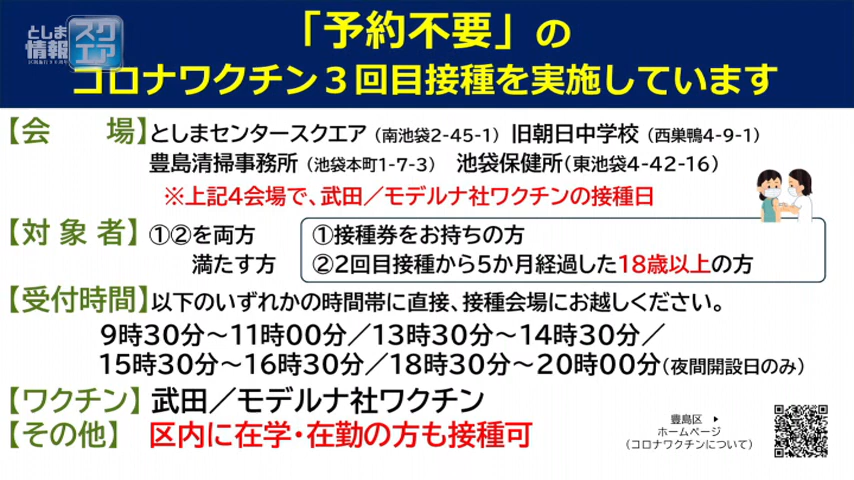 としま
情報
スクエア
「予約不要」の
コロナワクチン３回目接種を実施しています
【会　　場】としまセンタースクエア（南池袋2-45-1） 旧朝日中学校（西巣鴨4-9-1）
豊島清掃事務所（池袋本町1-7-3） 池袋保健所（東池袋4-42-16）
※上記4会場で、武田／モデルナ社ワクチンの接種日
【対 象 者】①②を両方
満たす方
①接種券をお持ちの方
②2回目接種から5か月経過した18歳以上の方
【受付時間】以下のいずれかの時間帯に直接、接種会場にお越しください。
9時30分～11時00分／13時30分～14時30分／
15時30分～16時30分／18時30分～20時00分（夜間開設日のみ）
【ワクチン】 武田／モデルナ社ワクチン
【その他】 区内に在学・在勤の方も接種可
豊島区 ▶
ホームページ
（コロナワクチンについて）